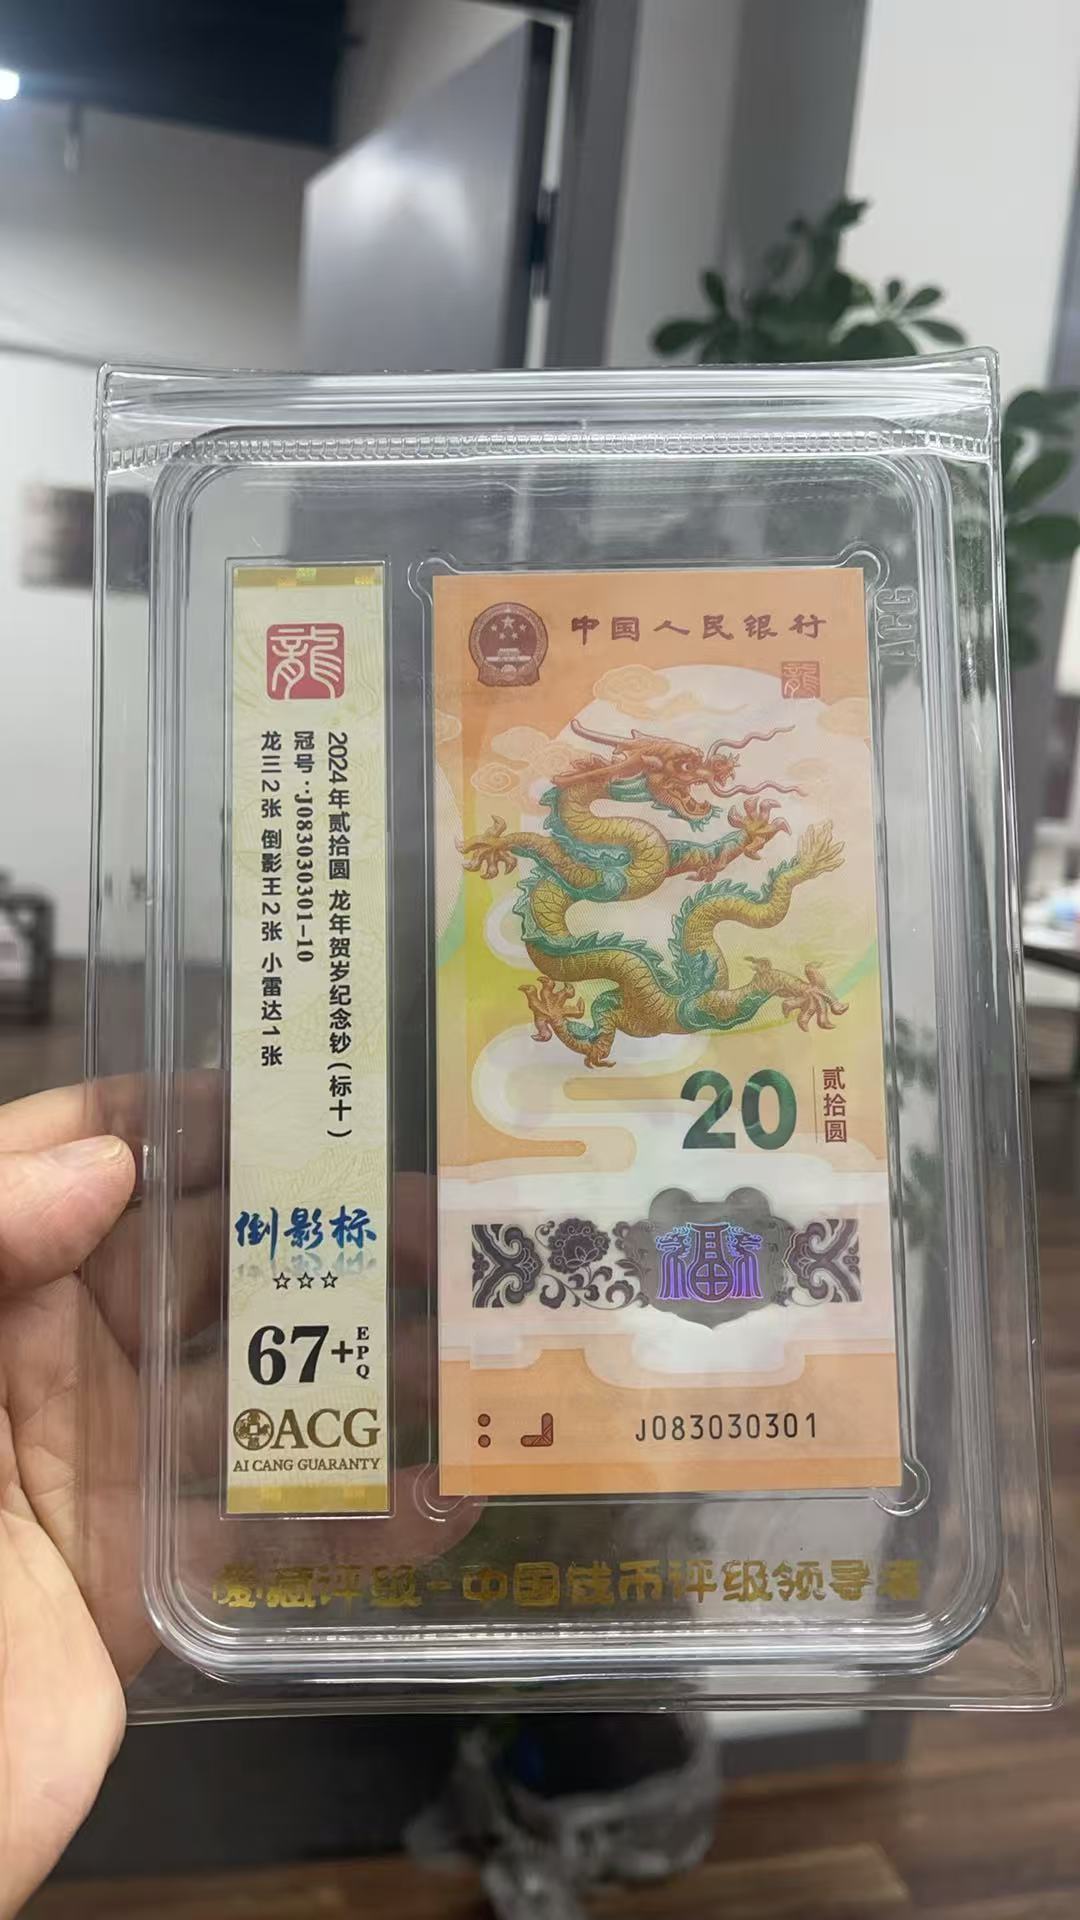 龍
2024年贰拾圆 龙年贺岁纪念钞(标十)
冠号:J083030301-10
龙三2张 倒影王2张 小雷达1张
倒影标
☆☆☆
67+EPQ
ACG
AI CANG GUARANTY
中国人民银行
龍
20
贰拾圆
福
J083030301
ACG
爱藏评级-中国钱币评级领导者